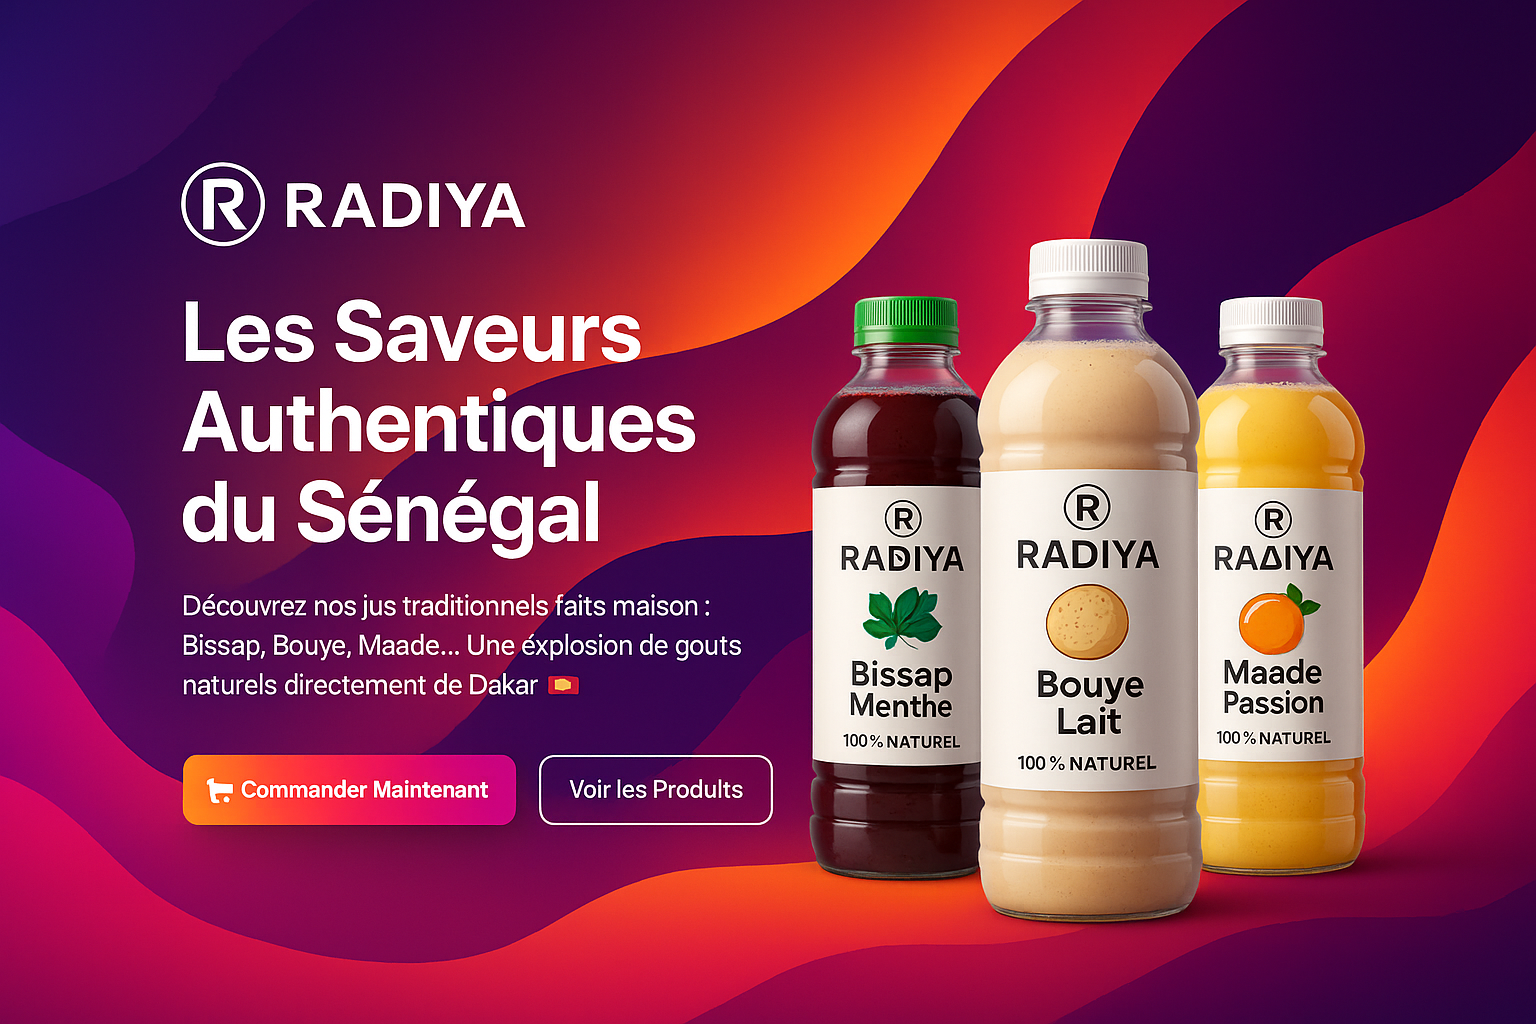 R RADIYA
Les Saveurs
Authentiques
du Sénégal
Découvrez nos jus traditionnels faits maison :
Bissap, Bouye, Maade... Une éxplosion de gouts
naturels directement de Dakar
Commander Maintenant
Voir les Prodults
R
RADIYA
Bissap
Menthe
100 % NATUREL
R
RADIYA
Bouye
Lait
100 % NATUREL
R
RAΔIYA
Maade
Passion
100 % NATUREL